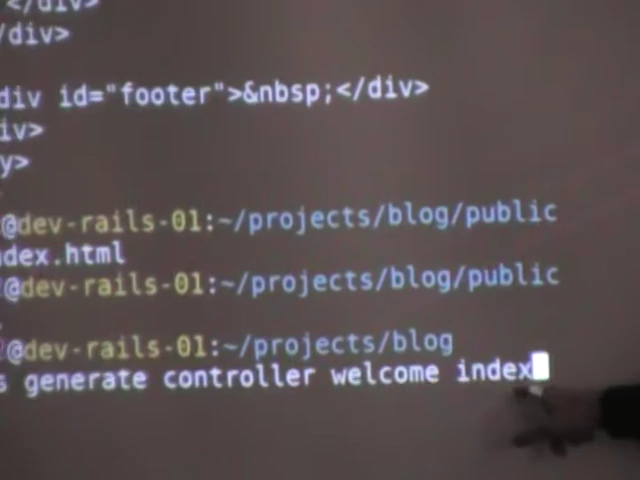 </div>
/div>
div id="footer">&nbsp;</div>
iv>
y>
@dev-rails-01:~/projects/blog/public
dex.html
@dev-rails-01:~/projects/blog/public
@dev-rails-01:~/projects/blog
s generate controller welcome index